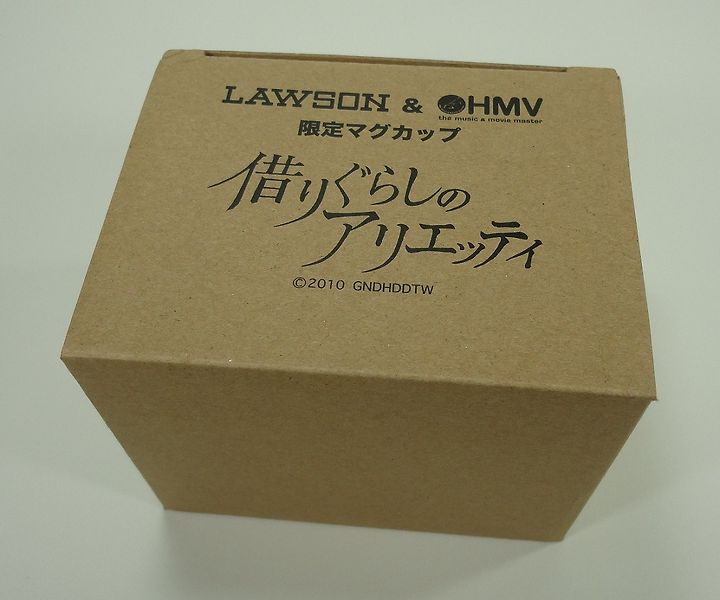 LAWSON & HMV
the music & movie master
限定マグカップ
借りぐらしの
アリエッティ
©2010 GNDHDDTW